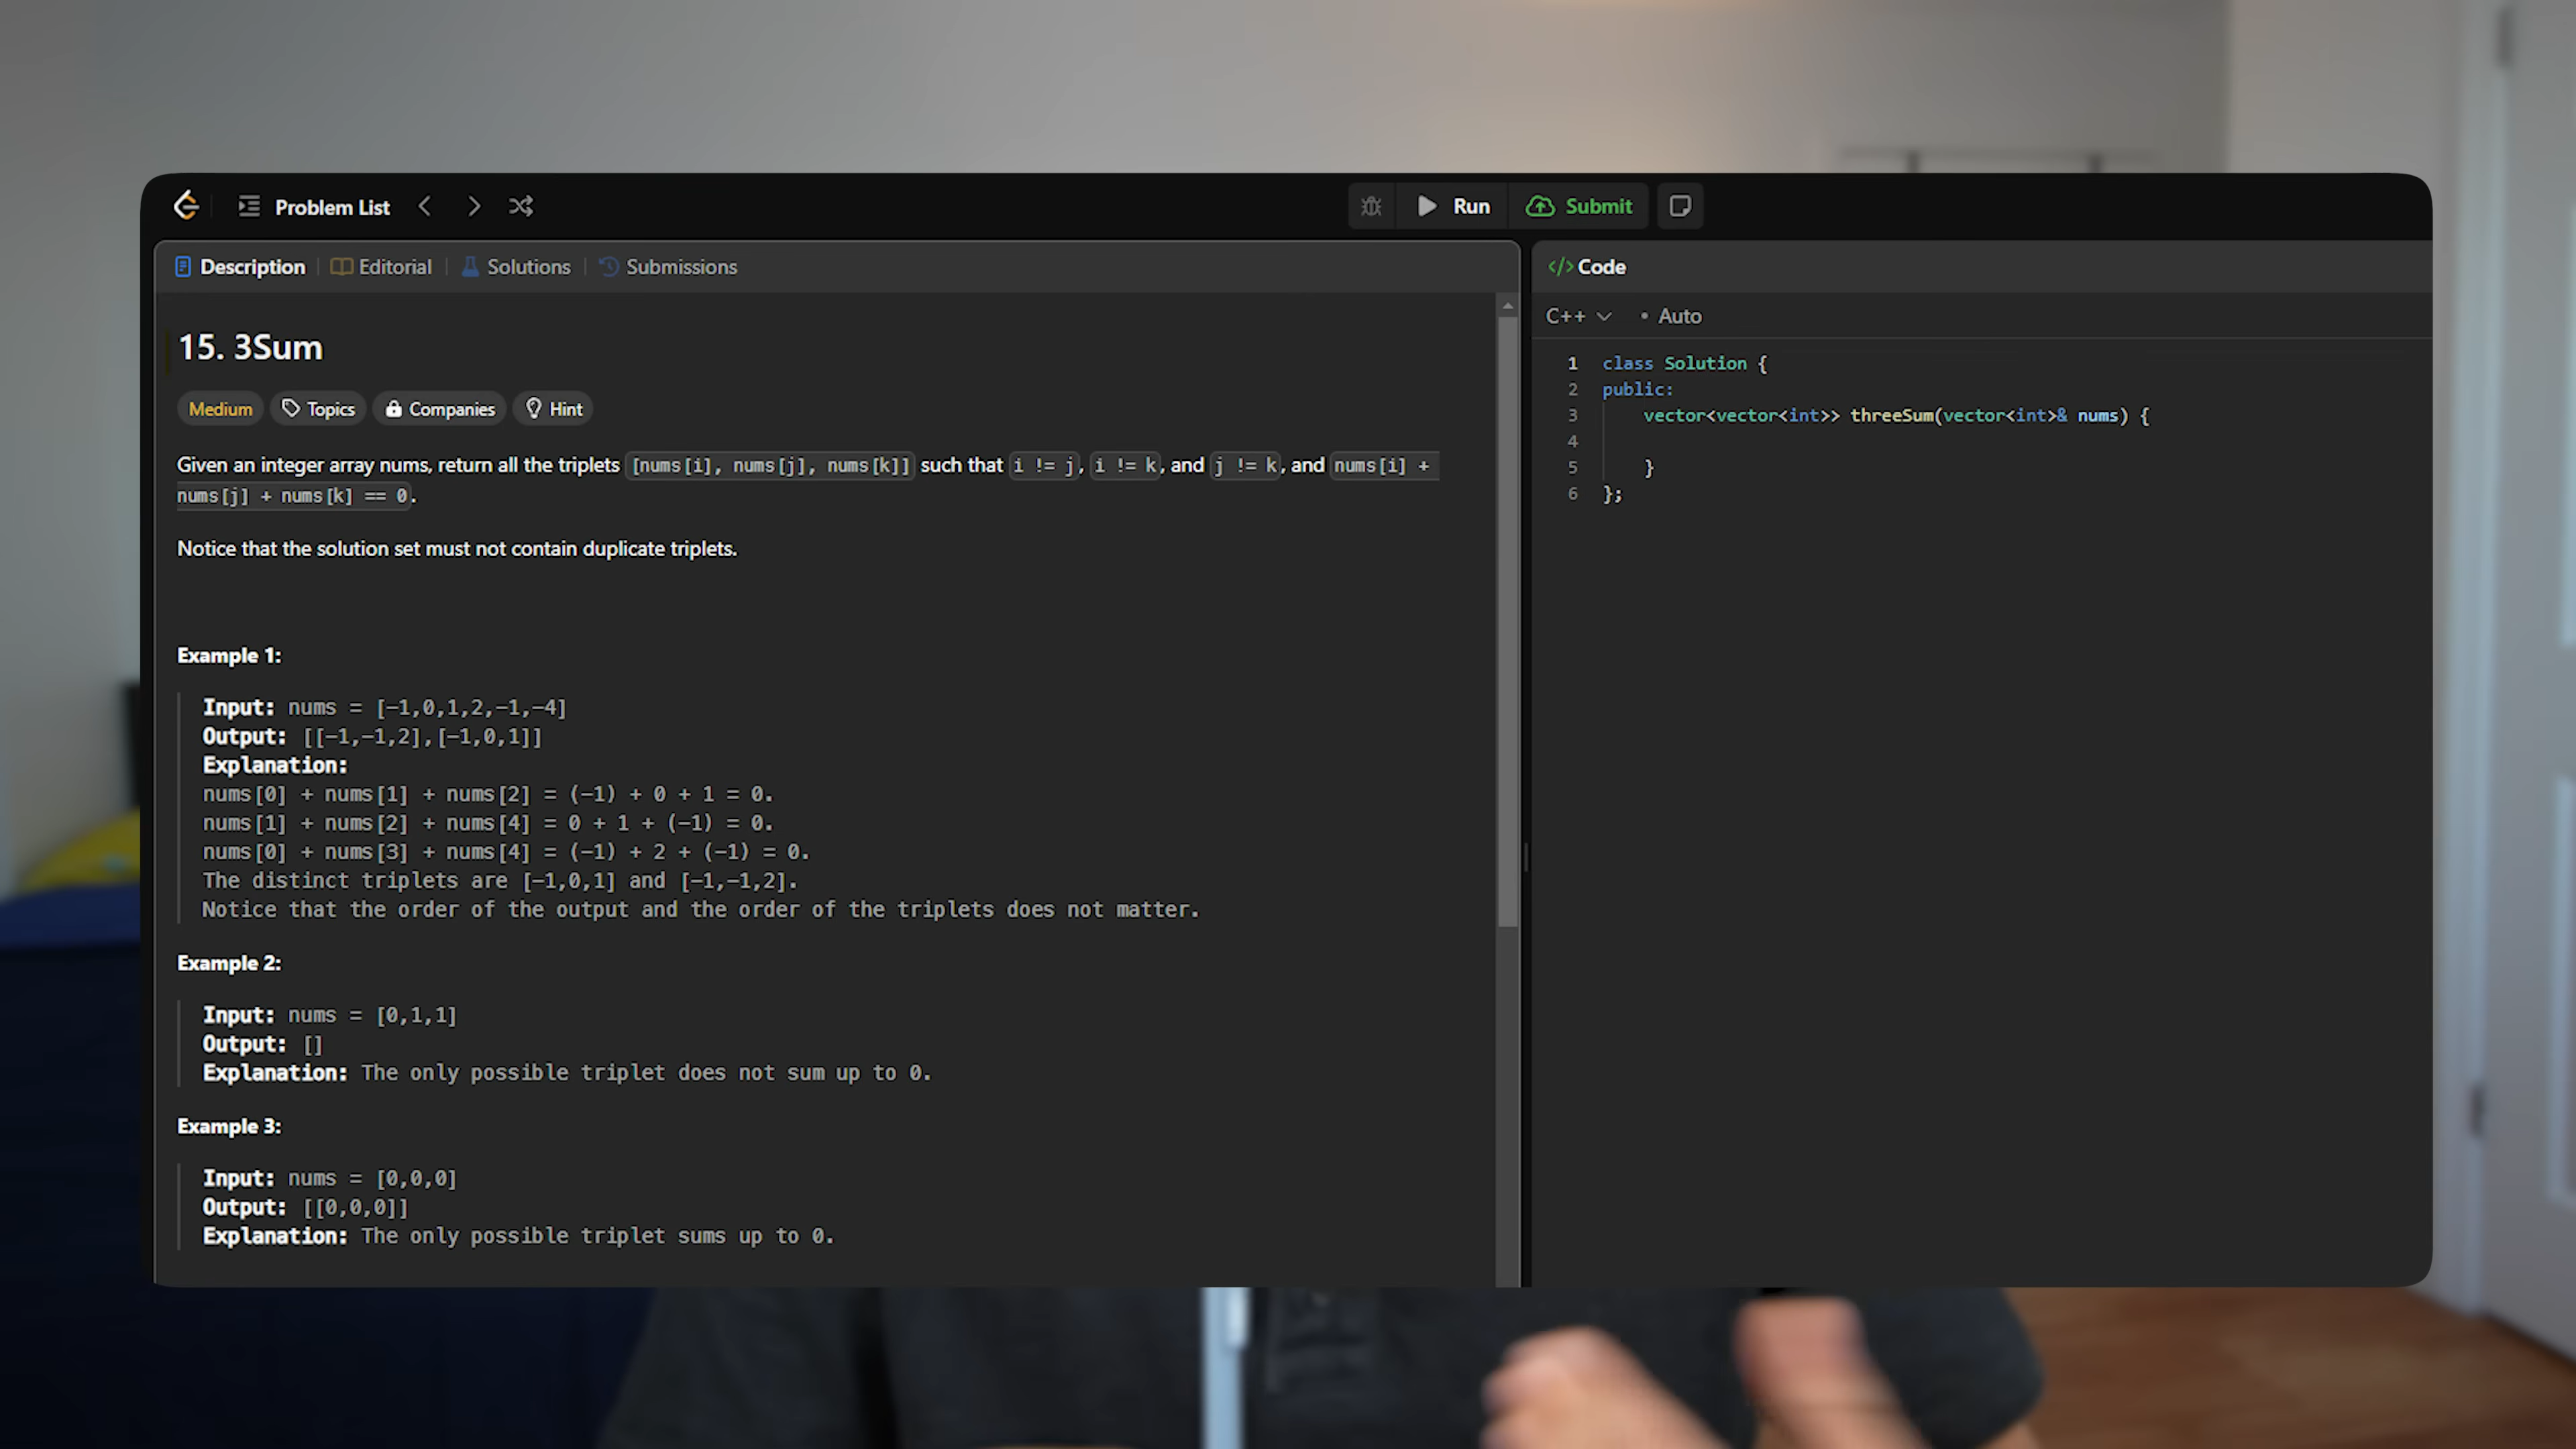 Problem List
Run
Submit
Description
Editorial
Solutions
Submissions
15. 3Sum
Medium
Topics
Companies
Hint
Given an integer array nums, return all the triplets [nums[i], nums[j], nums[k]] such that i != j, i != k, and j != k, and nums[i] +
nums[j] + nums[k] == 0.
Notice that the solution set must not contain duplicate triplets.
Example 1:
Input: nums = [-1,0,1,2,-1,-4]
Output: [[-1,-1,2],[-1,0,1]]
Explanation:
nums[0] + nums[1] + nums[2] = (-1) + 0 + 1 = 0.
nums[1] + nums[2] + nums[4] = 0 + 1 + (-1) = 0.
nums[0] + nums[3] + nums[4] = (-1) + 2 + (-1) = 0.
The distinct triplets are [-1,0,1] and [-1,-1,2].
Notice that the order of the output and the order of the triplets does not matter.
Example 2:
Input: nums = [0,1,1]
Output: []
Explanation: The only possible triplet does not sum up to 0.
Example 3:
Input: nums = [0,0,0]
Output: [[0,0,0]]
Explanation: The only possible triplet sums up to 0.
</> Code
C++ • Auto
1 class Solution {
2 public:
3 vector<vector<int>> threeSum(vector<int>& nums) {
4
5 }
6 };